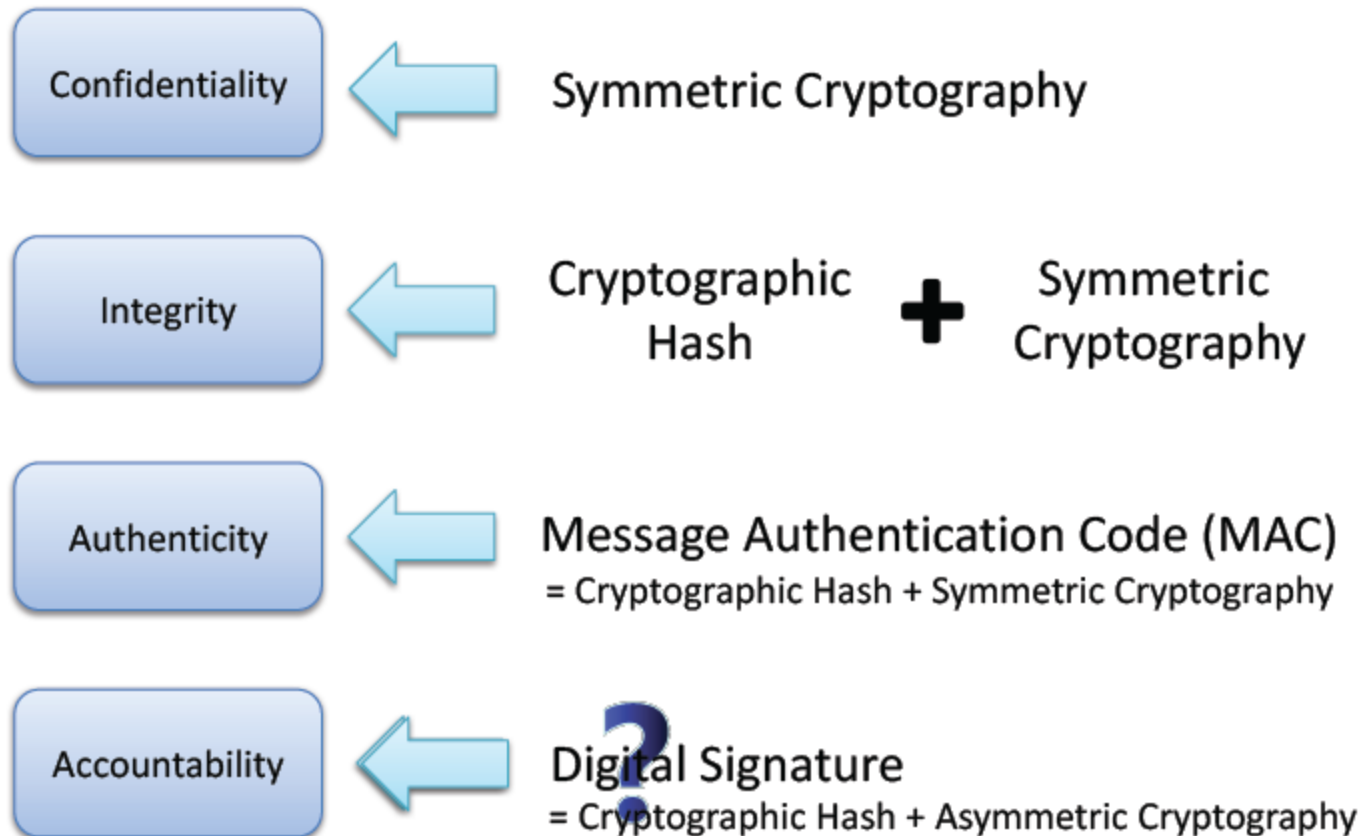 Confidentiality
Symmetric Cryptography
Integrity
Cryptographic
Hash
+
Symmetric
Cryptography
Authenticity
Message Authentication Code (MAC)
= Cryptographic Hash + Symmetric Cryptography
Accountability
?
Digital Signature
= Cryptographic Hash + Asymmetric Cryptography